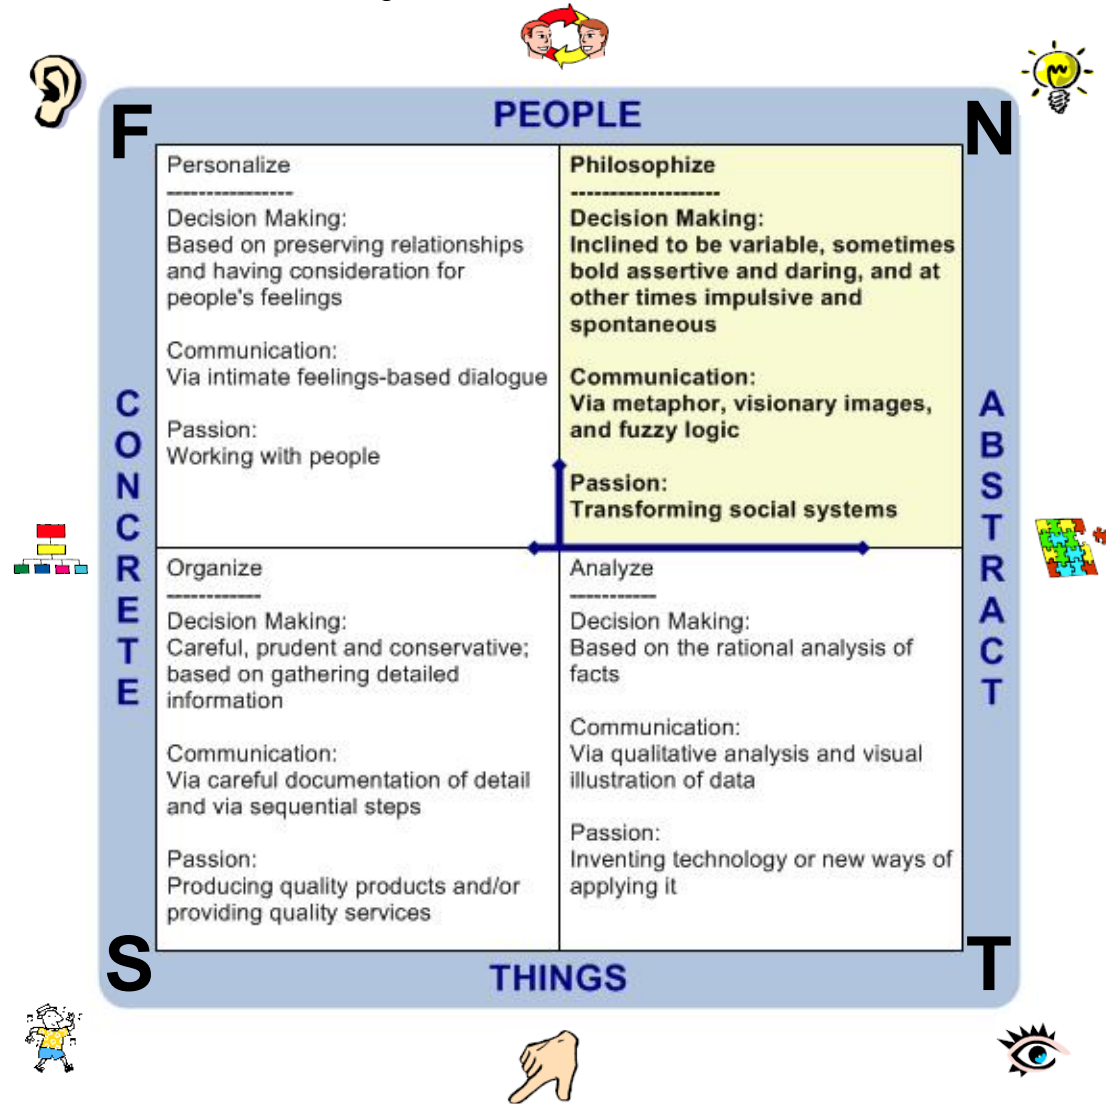 PEOPLE
F
N
Personalize
----------------
Decision Making:
Based on preserving relationships
and having consideration for
people's feelings
Communication:
Via intimate feelings-based dialogue
Passion:
Working with people
Philosophize
-------------------
Decision Making:
Inclined to be variable, sometimes
bold assertive and daring, and at
other times impulsive and
spontaneous
Communication:
Via metaphor, visionary images,
and fuzzy logic
Passion:
Transforming social systems
CONCRETE
ABSTRACT
Organize
------------
Decision Making:
Careful, prudent and conservative;
based on gathering detailed
information
Communication:
Via careful documentation of detail
and via sequential steps
Passion:
Producing quality products and/or
providing quality services
Analyze
-----------
Decision Making:
Based on the rational analysis of
facts
Communication:
Via qualitative analysis and visual
illustration of data
Passion:
Inventing technology or new ways of
applying it
S
T
THINGS